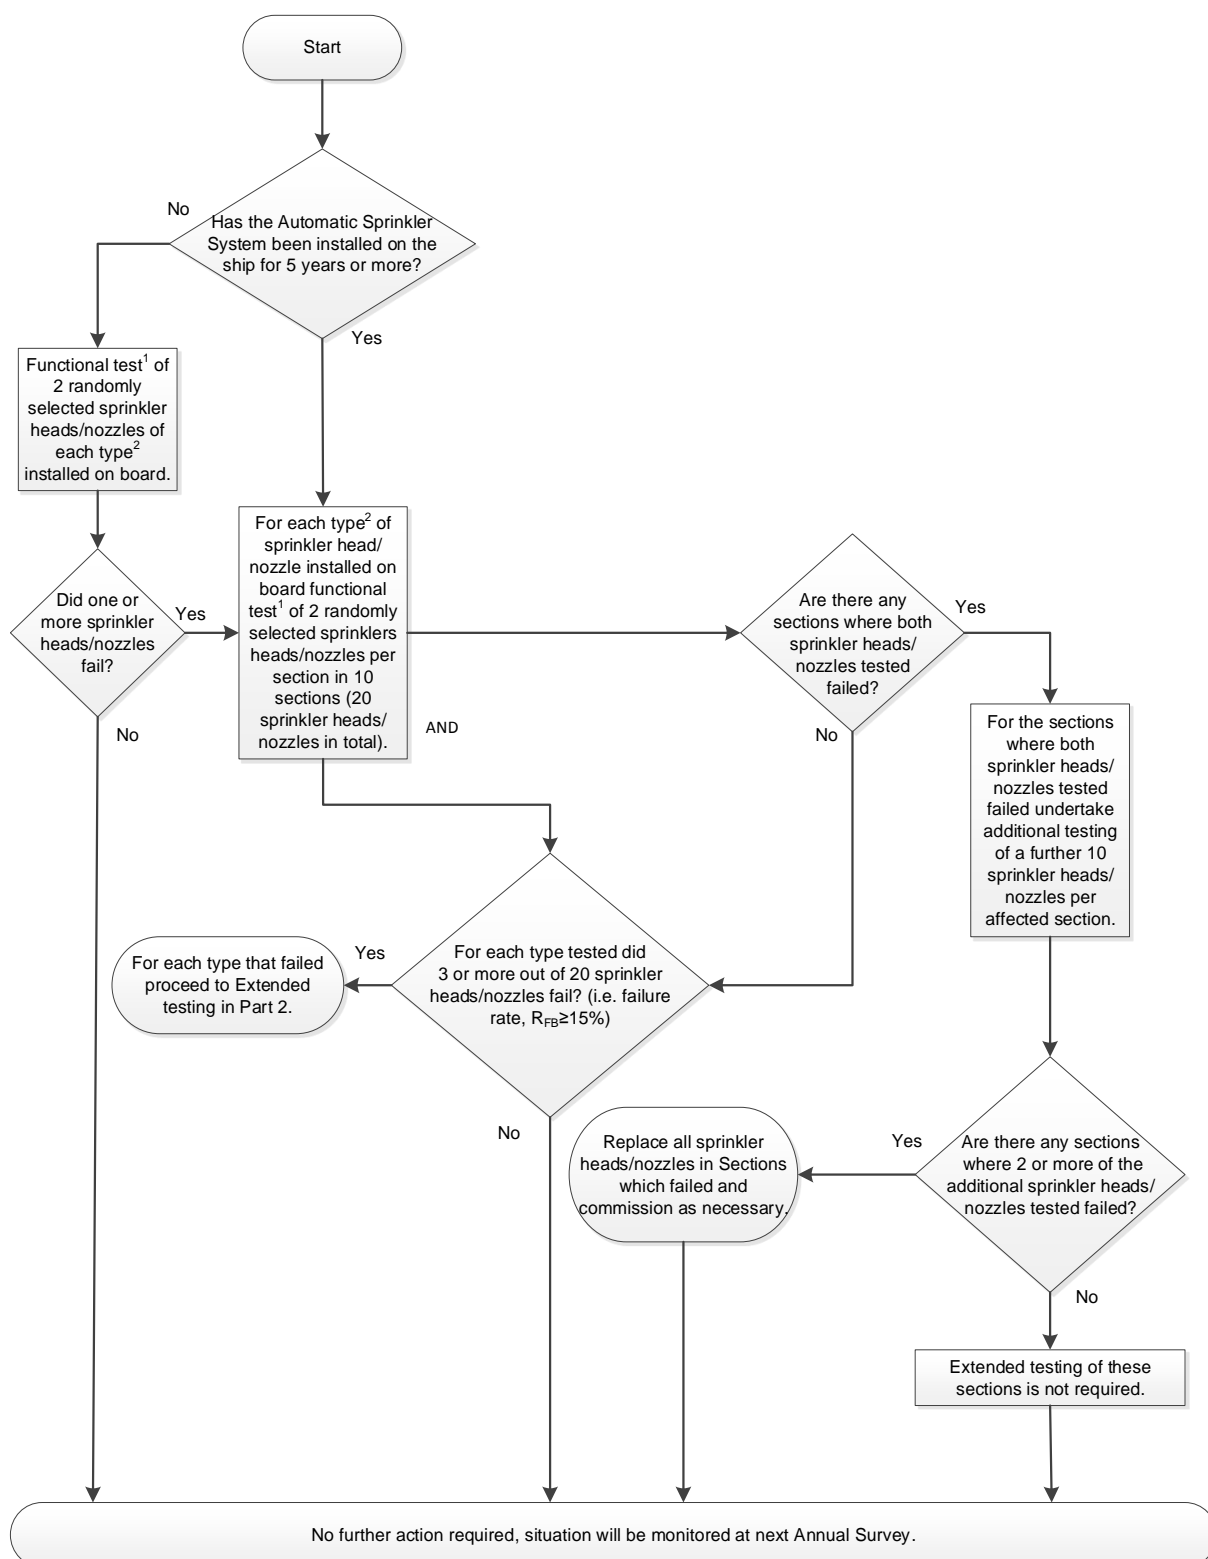 Start
No
Has the Automatic Sprinkler
System been installed on the
ship for 5 years or more?
Yes
Functional test¹ of
2 randomly
selected sprinkler
heads/nozzles of
each type²
installed on board.
Did one or
more sprinkler
heads/nozzles
fail?
Yes
No
For each type² of
sprinkler head/
nozzle installed on
board functional
test¹ of 2 randomly
selected sprinklers
heads/nozzles per
section in 10
sections (20
sprinkler heads/
nozzles in total).
AND
Are there any
sections where both
sprinkler heads/
nozzles tested
failed?
Yes
No
For the sections
where both
sprinkler heads/
nozzles tested
failed undertake
additional testing
of a further 10
sprinkler heads/
nozzles per
affected section.
For each type that failed
proceed to Extended
testing in Part 2.
Yes
For each type tested did
3 or more out of 20 sprinkler
heads/nozzles fail? (i.e. failure
rate, R_FB≥15%)
No
Replace all sprinkler
heads/nozzles in Sections
which failed and
commission as necessary.
Yes
Are there any sections
where 2 or more of the
additional sprinkler heads/
nozzles tested failed?
No
Extended testing of these
sections is not required.
No further action required, situation will be monitored at next Annual Survey.